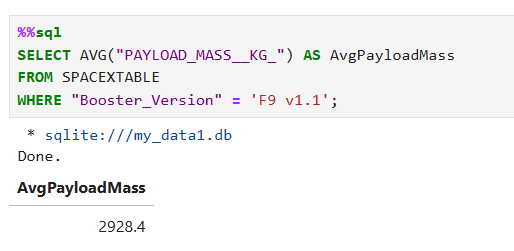 %%sql
SELECT AVG("PAYLOAD_MASS__KG_") AS AvgPayloadMass
FROM SPACEXTABLE
WHERE "Booster_Version" = 'F9 v1.1';
* sqlite:///my_data1.db
Done.
AvgPayloadMass
2928.4